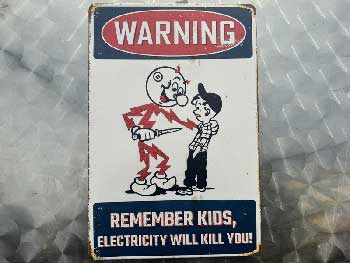 WARNING
REMEMBER KIDS,
ELECTRICITY WILL KILL YOU!